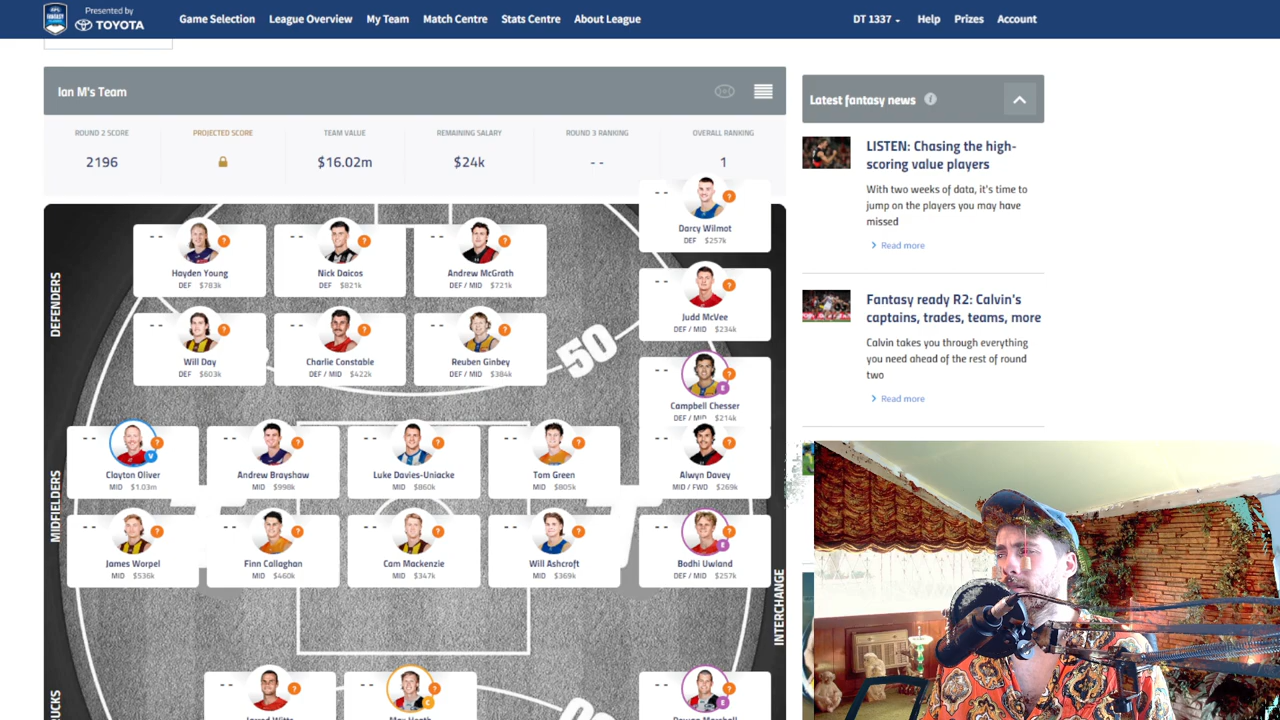 Presented by
TOYOTA
Game Selection League Overview My Team Match Centre Stats Centre About League
DT 1337 Help Prizes Account
Ian M's Team
ROUND 2 SCORE
2196
PROJECTED SCORE
TEAM VALUE
$16.02m
REMAINING SALARY
$24k
ROUND 3 RANKING
- -
OVERALL RANKING
1
DEFENDERS
- - ?
Hayden Young
DEF $783k
- - ?
Nick Daicos
DEF $821k
- - ?
Andrew McGrath
DEF / MID $721k
- - ?
Darcy Wilmot
DEF $257k
- - ?
Will Day
DEF $603k
- - ?
Charlie Constable
DEF / MID $422k
- - ?
Reuben Ginbey
DEF / MID $384k
- - ?
Judd McVee
DEF / MID $234k
- - ?
E
Campbell Chesser
DEF / MID $214k
50
MIDFIELDERS
- - ?
V
Clayton Oliver
MID $1.03m
- - ?
Andrew Brayshaw
MID $998k
- - ?
Luke Davies-Uniacke
MID $860k
- - ?
Tom Green
MID $805k
- - ?
Alwyn Davey
MID / FWD $269k
- - ?
James Worpel
MID $536k
- - ?
Finn Callaghan
MID $460k
- - ?
Cam Mackenzie
MID $347k
- - ?
Will Ashcroft
MID $369k
- - ?
E
Bodhi Uwland
DEF / MID $257k
INTERCHANGE
RUCKS
- - ?
- - ?
C
- - ?
E
Latest fantasy news i
LISTEN: Chasing the high-
scoring value players
With two weeks of data, it's time to
jump on the players you may have
missed
Read more
Fantasy ready R2: Calvin's
captains, trades, teams, more
Calvin takes you through everything
you need ahead of the rest of round
two
Read more